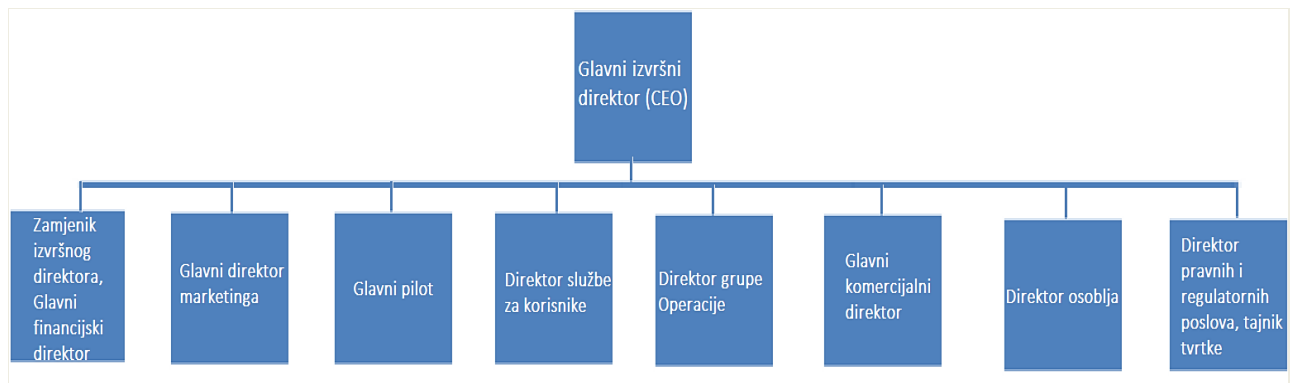 Glavni izvršni
direktor (CEO)
Zamjenik
izvršnog
direktora,
Glavni
financijski
direktor
Glavni direktor
marketinga
Glavni pilot
Direktor službe
za korisnike
Direktor grupe
Operacije
Glavni
komercijalni
direktor
Direktor osoblja
Direktor
pravnih i
regulatornih
poslova, tajnik
tvrtke